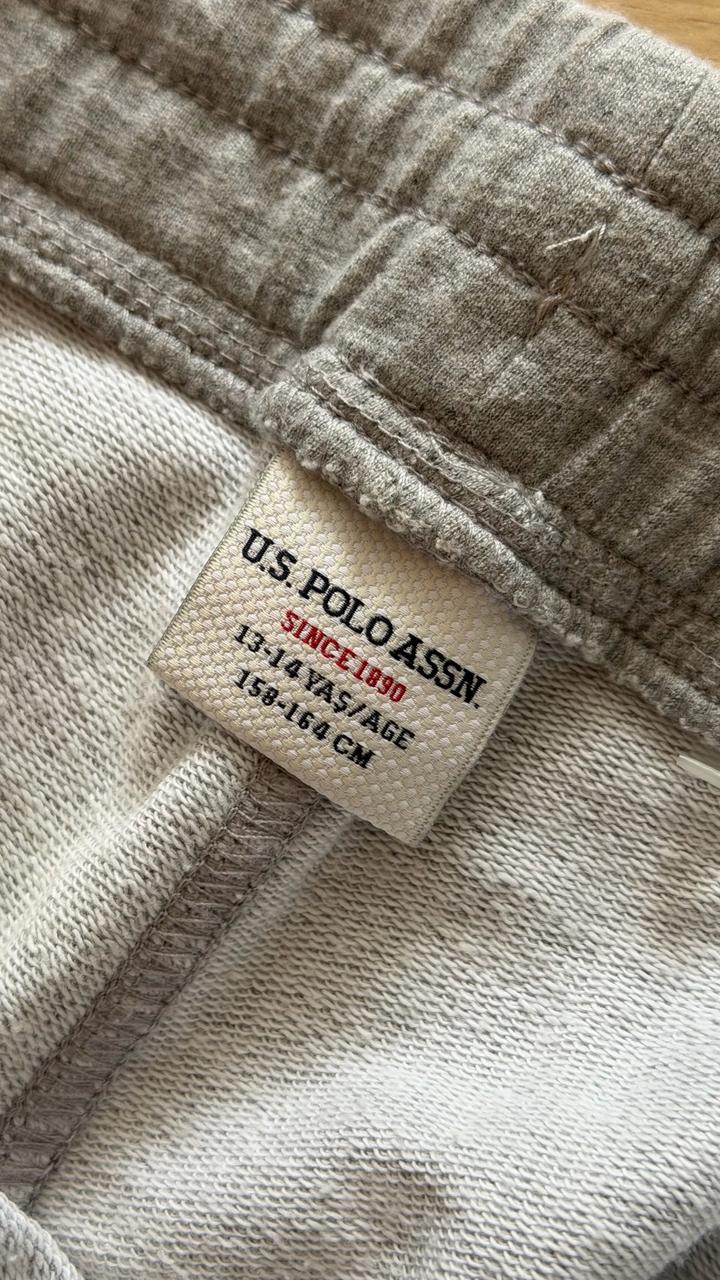 U.S. POLO ASSN.
SINCE 1890
13-14 YAŞ/AGE
158-164 CM